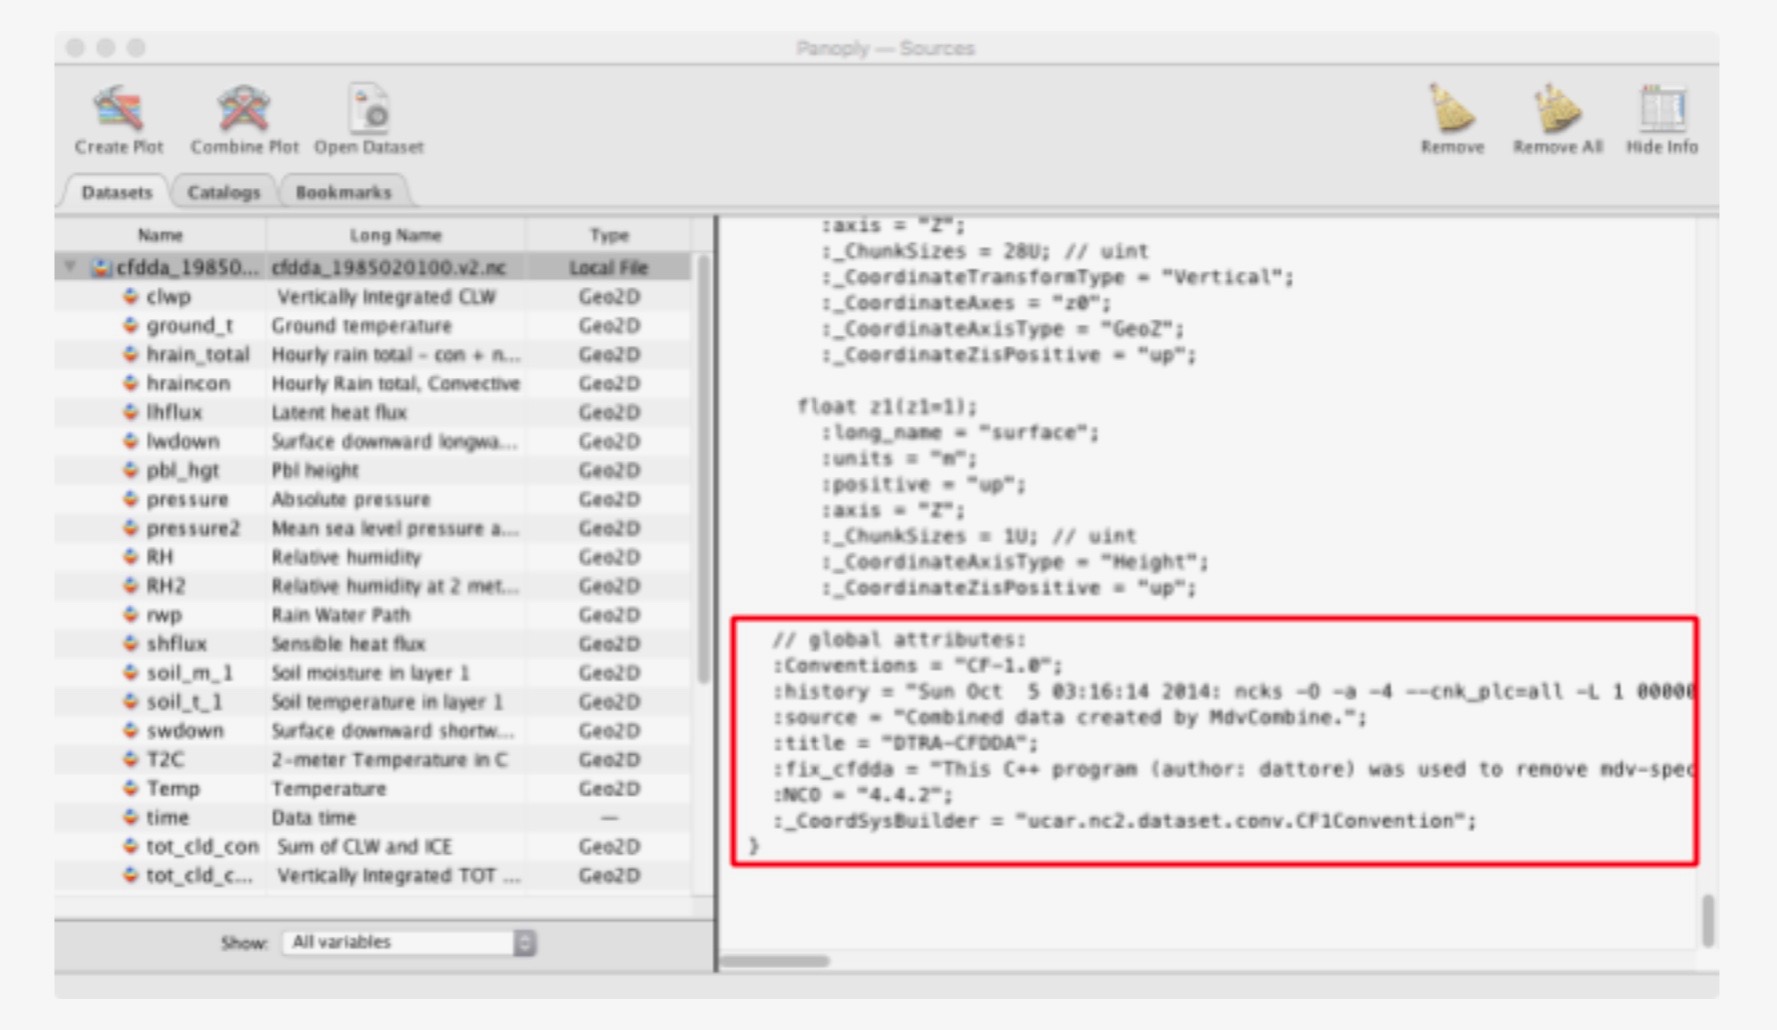 Panoply — Sources
Create Plot Combine Plot Open Dataset Remove Remove All Hide Info
Datasets Catalogs Bookmarks
Name Long Name Type
cfdda_19850... cfdda_1985020100.v2.nc Local File
clwp Vertically Integrated CLW Geo2D
ground_t Ground temperature Geo2D
hrain_total Hourly rain total – con + n... Geo2D
hraincon Hourly Rain total, Convective Geo2D
lhflux Latent heat flux Geo2D
lwdown Surface downward longwa... Geo2D
pbl_hgt Pbl height Geo2D
pressure Absolute pressure Geo2D
pressure2 Mean sea level pressure a... Geo2D
RH Relative humidity Geo2D
RH2 Relative humidity at 2 met... Geo2D
rwp Rain Water Path Geo2D
shflux Sensible heat flux Geo2D
soil_m_1 Soil moisture in layer 1 Geo2D
soil_t_1 Soil temperature in layer 1 Geo2D
swdown Surface downward shortw... Geo2D
T2C 2-meter Temperature in C Geo2D
Temp Temperature Geo2D
time Data time —
tot_cld_con Sum of CLW and ICE Geo2D
tot_cld_c... Vertically Integrated TOT ... Geo2D
Show: All variables
:axis = "Z";
:_ChunkSizes = 28U; // uint
:_CoordinateTransformType = "Vertical";
:_CoordinateAxes = "z0";
:_CoordinateAxisType = "GeoZ";
:_CoordinateZisPositive = "up";
float z1(z1=1);
:long_name = "surface";
:units = "m";
:positive = "up";
:axis = "Z";
:_ChunkSizes = 1U; // uint
:_CoordinateAxisType = "Height";
:_CoordinateZisPositive = "up";
// global attributes:
:Conventions = "CF-1.0";
:history = "Sun Oct  5 03:16:14 2014: ncks -O -a -4 --cnk_plc=all -L 1 00000
:source = "Combined data created by MdvCombine.";
:title = "DTRA-CFDDA";
:fix_cfdda = "This C++ program (author: dattore) was used to remove mdv-spec
:NCO = "4.4.2";
:_CoordSysBuilder = "ucar.nc2.dataset.conv.CF1Convention";
}